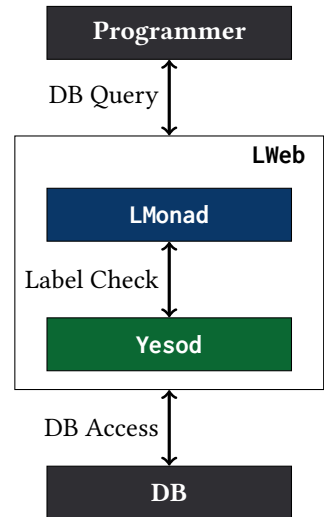 Programmer
DB Query
LWeb
LMonad
Label Check
Yesod
DB Access
DB